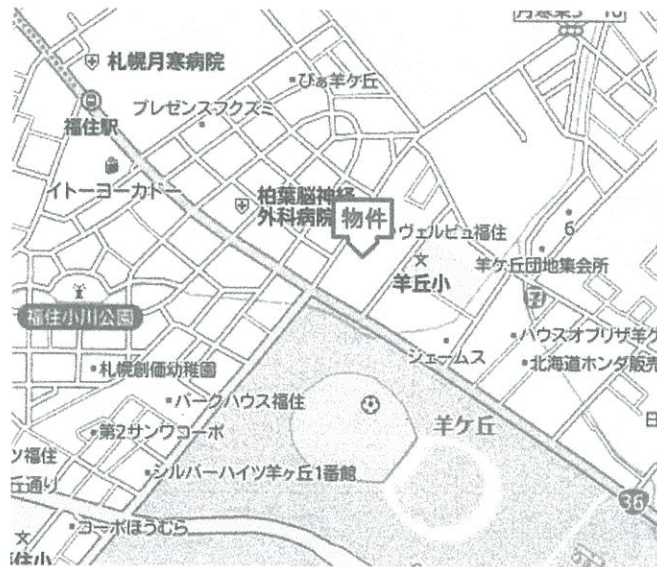 月寒東5
札幌月寒病院
ぴぁ羊ケ丘
プレゼンスフクズミ
福住駅
イトーヨーカドー
柏葉脳神経
外科病院
物件
ヴェルビュ福住
6
羊丘小
羊ケ丘団地集会所
福住小川公園
ハウスオブリザ羊ケ
ジェームス
北海道ホンダ販売
札幌創価幼稚園
パークハウス福住
羊ケ丘
第2サンワコーポ
ツ福住
丘通り
シルバーハイツ羊ヶ丘1番館
36
コーポほうむら
住小